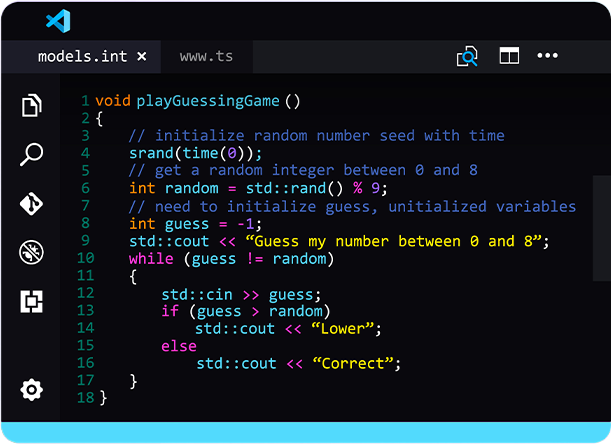 models.int × www.ts •••
1 void playGuessingGame ()
2 {
3 // initialize random number seed with time
4 srand(time(0));
5 // get a random integer between 0 and 8
6 int random = std::rand() % 9;
7 // need to initialize guess, unitialized variables
8 int guess = -1;
9 std::cout << “Guess my number between 0 and 8”;
10 while (guess != random)
11 {
12 std::cin >> guess;
13 if (guess > random)
14 std::cout << “Lower”;
15 else
16 std::cout << “Correct”;
17 }
18 }